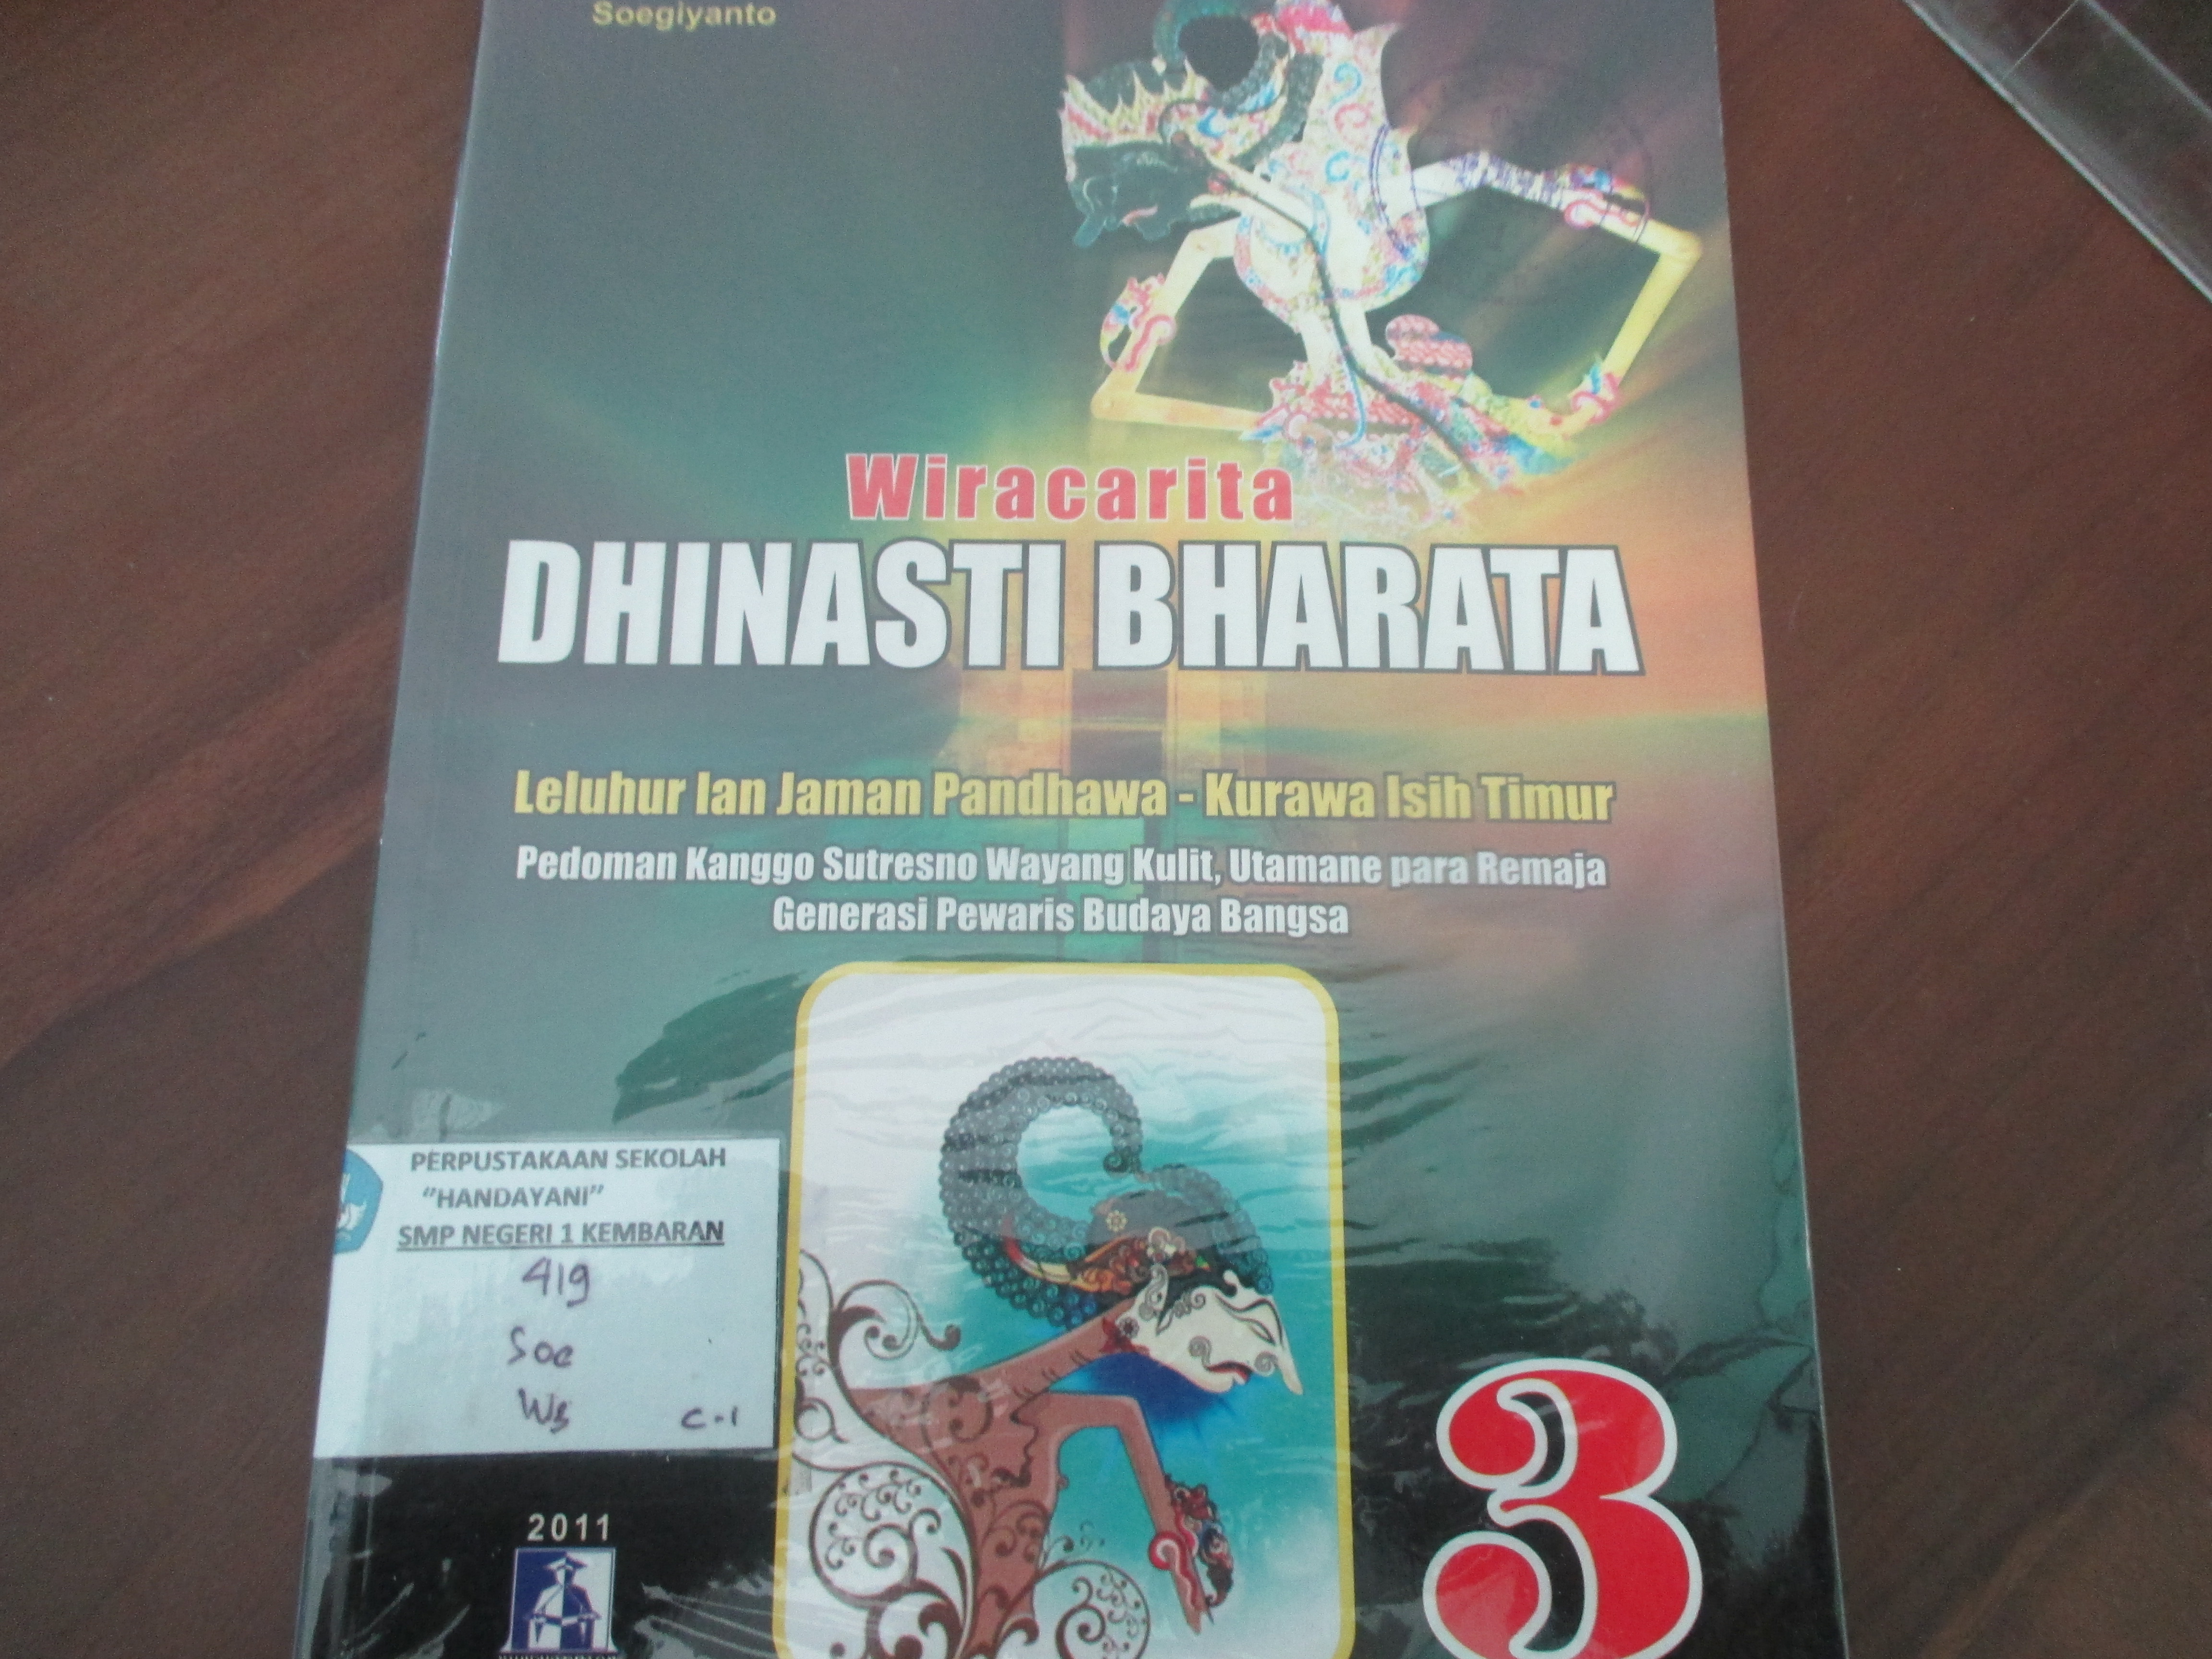 Soegiyanto
Wiracarita
DHINASTI BHARATA
Leluhur lan Jaman Pandhawa - Kurawa Isih Timur
Pedoman Kanggo Sutresno Wayang Kulit, Utamane para Remaja
Generasi Pewaris Budaya Bangsa
PERPUSTAKAAN SEKOLAH
"HANDAYANI"
SMP NEGERI 1 KEMBARAN
419
Soe
C.1
2011
3